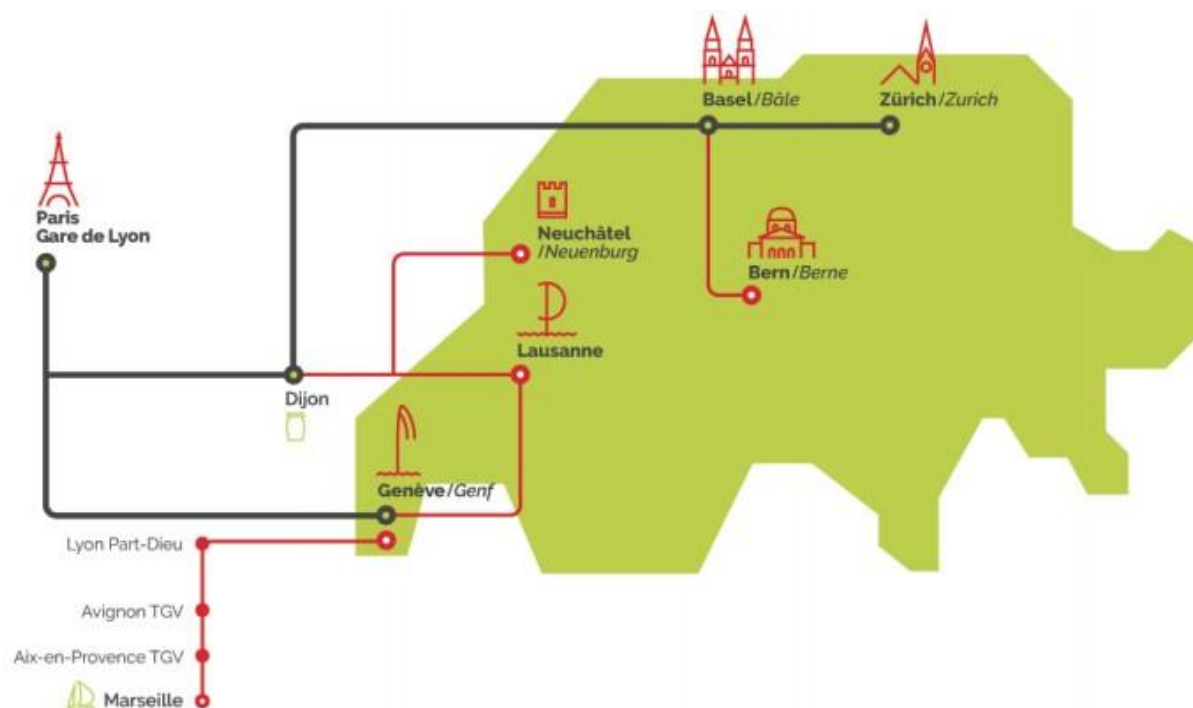 Basel/Bâle
Zürich/Zurich
Paris
Gare de Lyon
Neuchâtel
/Neuenburg
Bern/Berne
Lausanne
Dijon
Genève/Genf
Lyon Part-Dieu
Avignon TGV
Aix-en-Provence TGV
Marseille